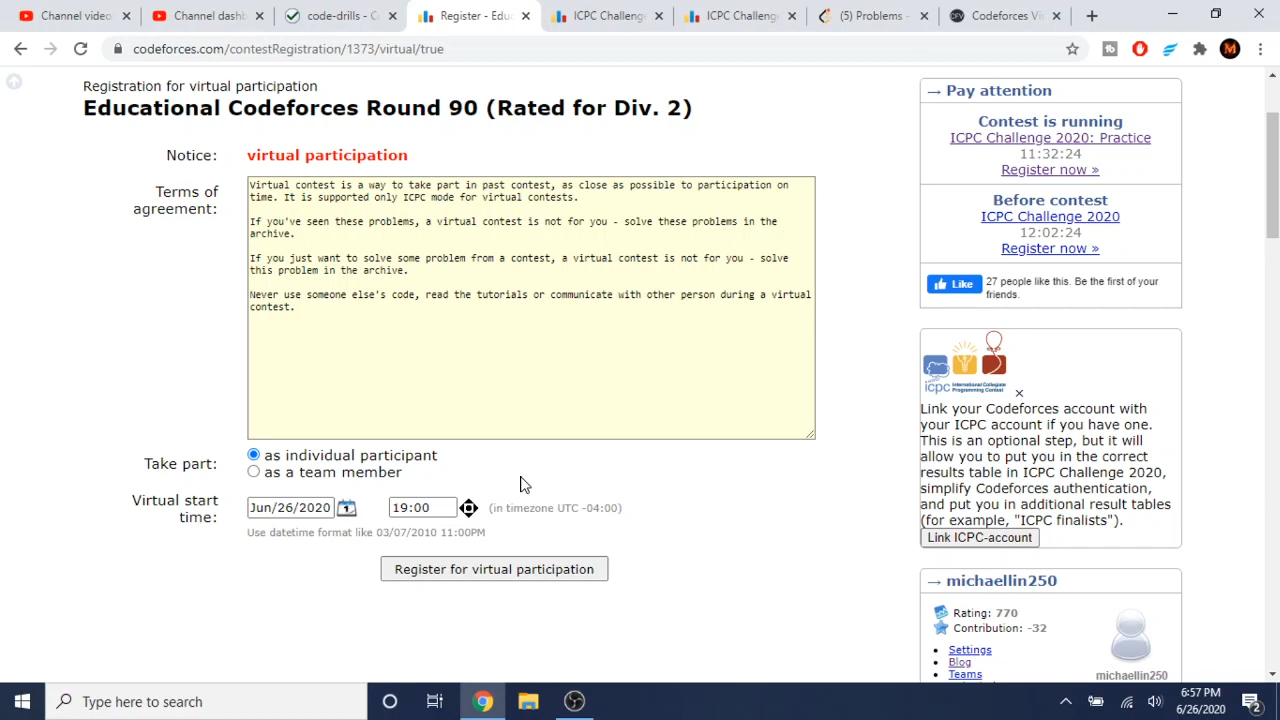 Channel video
Channel dashb
code-drills - C
Register - Educ
ICPC Challenge
ICPC Challenge
(5) Problems -
Codeforces Vir
codeforces.com/contestRegistration/1373/virtual/true
Registration for virtual participation
Educational Codeforces Round 90 (Rated for Div. 2)
Notice:
virtual participation
Terms of
agreement:
Virtual contest is a way to take part in past contest, as close as possible to participation on
time. It is supported only ICPC mode for virtual contests.
If you've seen these problems, a virtual contest is not for you - solve these problems in the
archive.
If you just want to solve some problem from a contest, a virtual contest is not for you - solve
this problem in the archive.
Never use someone else's code, read the tutorials or communicate with other person during a virtual
contest.
Take part:
as individual participant
as a team member
Virtual start
time:
Jun/26/2020
19:00
(in timezone UTC -04:00)
Use datetime format like 03/07/2010 11:00PM
Register for virtual participation
→ Pay attention
Contest is running
ICPC Challenge 2020: Practice
11:32:24
Register now »
Before contest
ICPC Challenge 2020
12:02:24
Register now »
Like
27 people like this. Be the first of your
friends.
icpc International Collegiate
Programming Contest
Link your Codeforces account with
your ICPC account if you have one.
This is an optional step, but it will
allow you to put you in the correct
results table in ICPC Challenge 2020,
simplify Codeforces authentication,
and put you in additional result tables
(for example, "ICPC finalists").
Link ICPC-account
→ michaellin250
Rating: 770
Contribution: -32
Settings
Blog
Teams
michaellin250
Type here to search
6:57 PM
6/26/2020
2